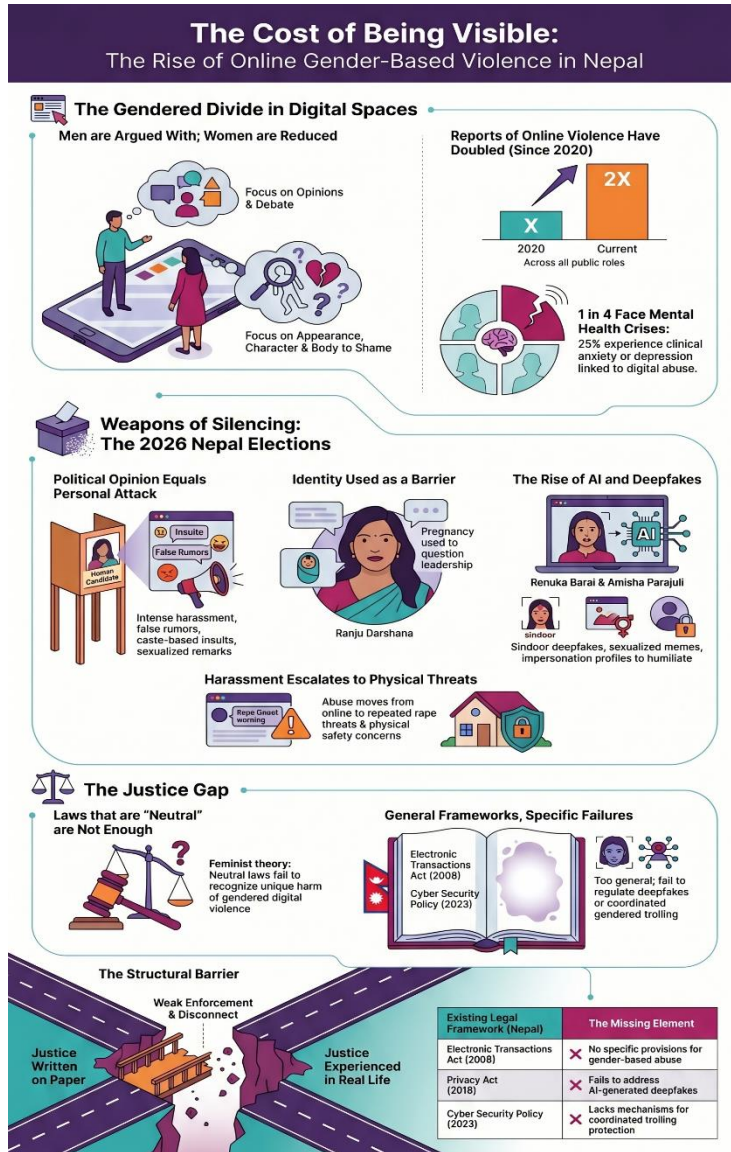 The Cost of Being Visible:
The Rise of Online Gender-Based Violence in Nepal
The Gendered Divide in Digital Spaces
Men are Argued With; Women are Reduced
Focus on Opinions
& Debate
Focus on Appearance,
Character & Body to Shame
Reports of Online Violence Have
Doubled (Since 2020)
X
2X
2020
Current
Across all public roles
1 in 4 Face Mental
Health Crises:
25% experience clinical
anxiety or depression
linked to digital abuse.
Weapons of Silencing:
The 2026 Nepal Elections
Political Opinion Equals
Personal Attack
Human
Candidate
Insuite
False Rumors
Intense harassment,
false rumors,
caste-based insults,
sexualized remarks
Identity Used as a Barrier
Pregnancy
used to
question
leadership
Ranju Darshana
The Rise of AI and Deepfakes
AI
Renuka Barai & Amisha Parajuli
sindoor
Sindoor deepfakes, sexualized memes,
impersonation profiles to humiliate
Harassment Escalates to Physical Threats
Repe Gnuet
worning
Abuse moves from
online to repeated rape
threats & physical
safety concerns
The Justice Gap
Laws that are “Neutral”
are Not Enough
?
Feminist theory:
Neutral laws fail to
recognize unique harm
of gendered digital
violence
General Frameworks, Specific Failures
Electronic
Transactions
Act (2008)
Cyber Security
Policy (2023)
Too general; fail to
regulate deepfakes
or coordinated
gendered trolling
The Structural Barrier
Weak Enforcement
& Disconnect
Justice
Written
on Paper
Justice
Experienced
in Real Life
Existing Legal
Framework (Nepal)
The Missing Element
Electronic Transactions
Act (2008)
No specific provisions for
gender-based abuse
Privacy Act
(2018)
Fails to address
AI-generated deepfakes
Cyber Security Policy
(2023)
Lacks mechanisms for
coordinated trolling
protection